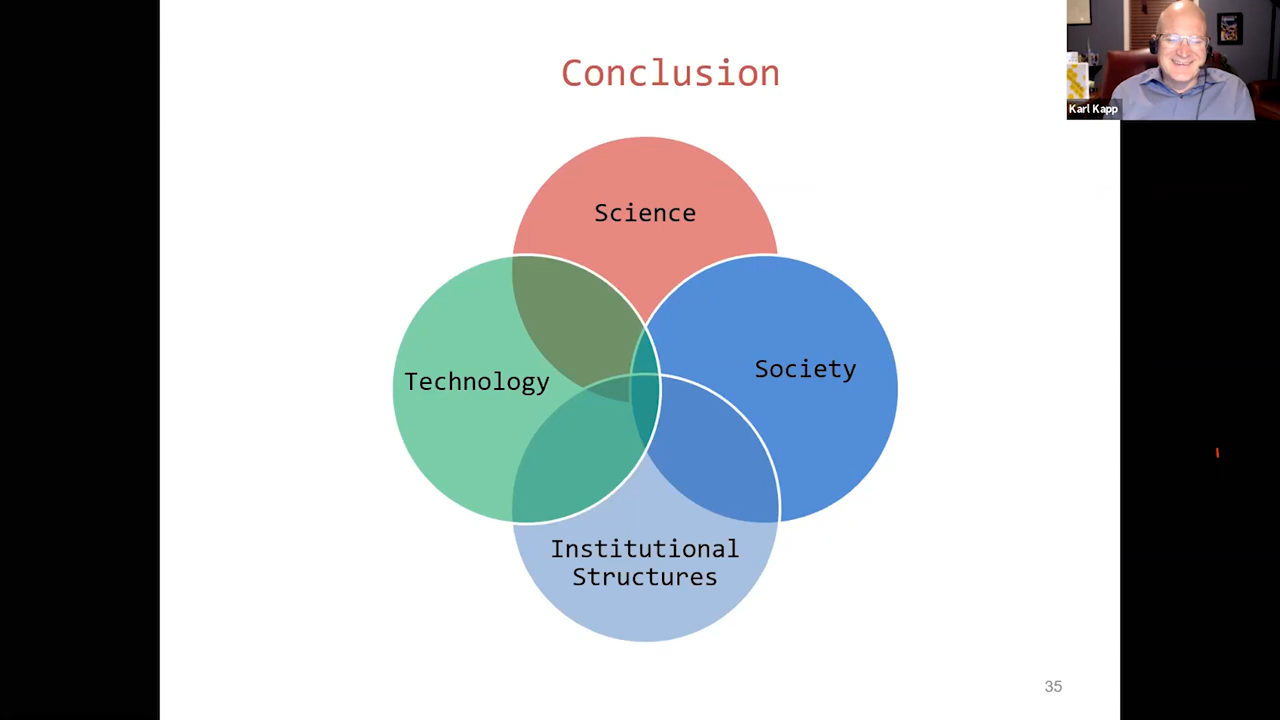 Conclusion
Karl Kapp
Science
Society
Technology
Institutional
Structures
35